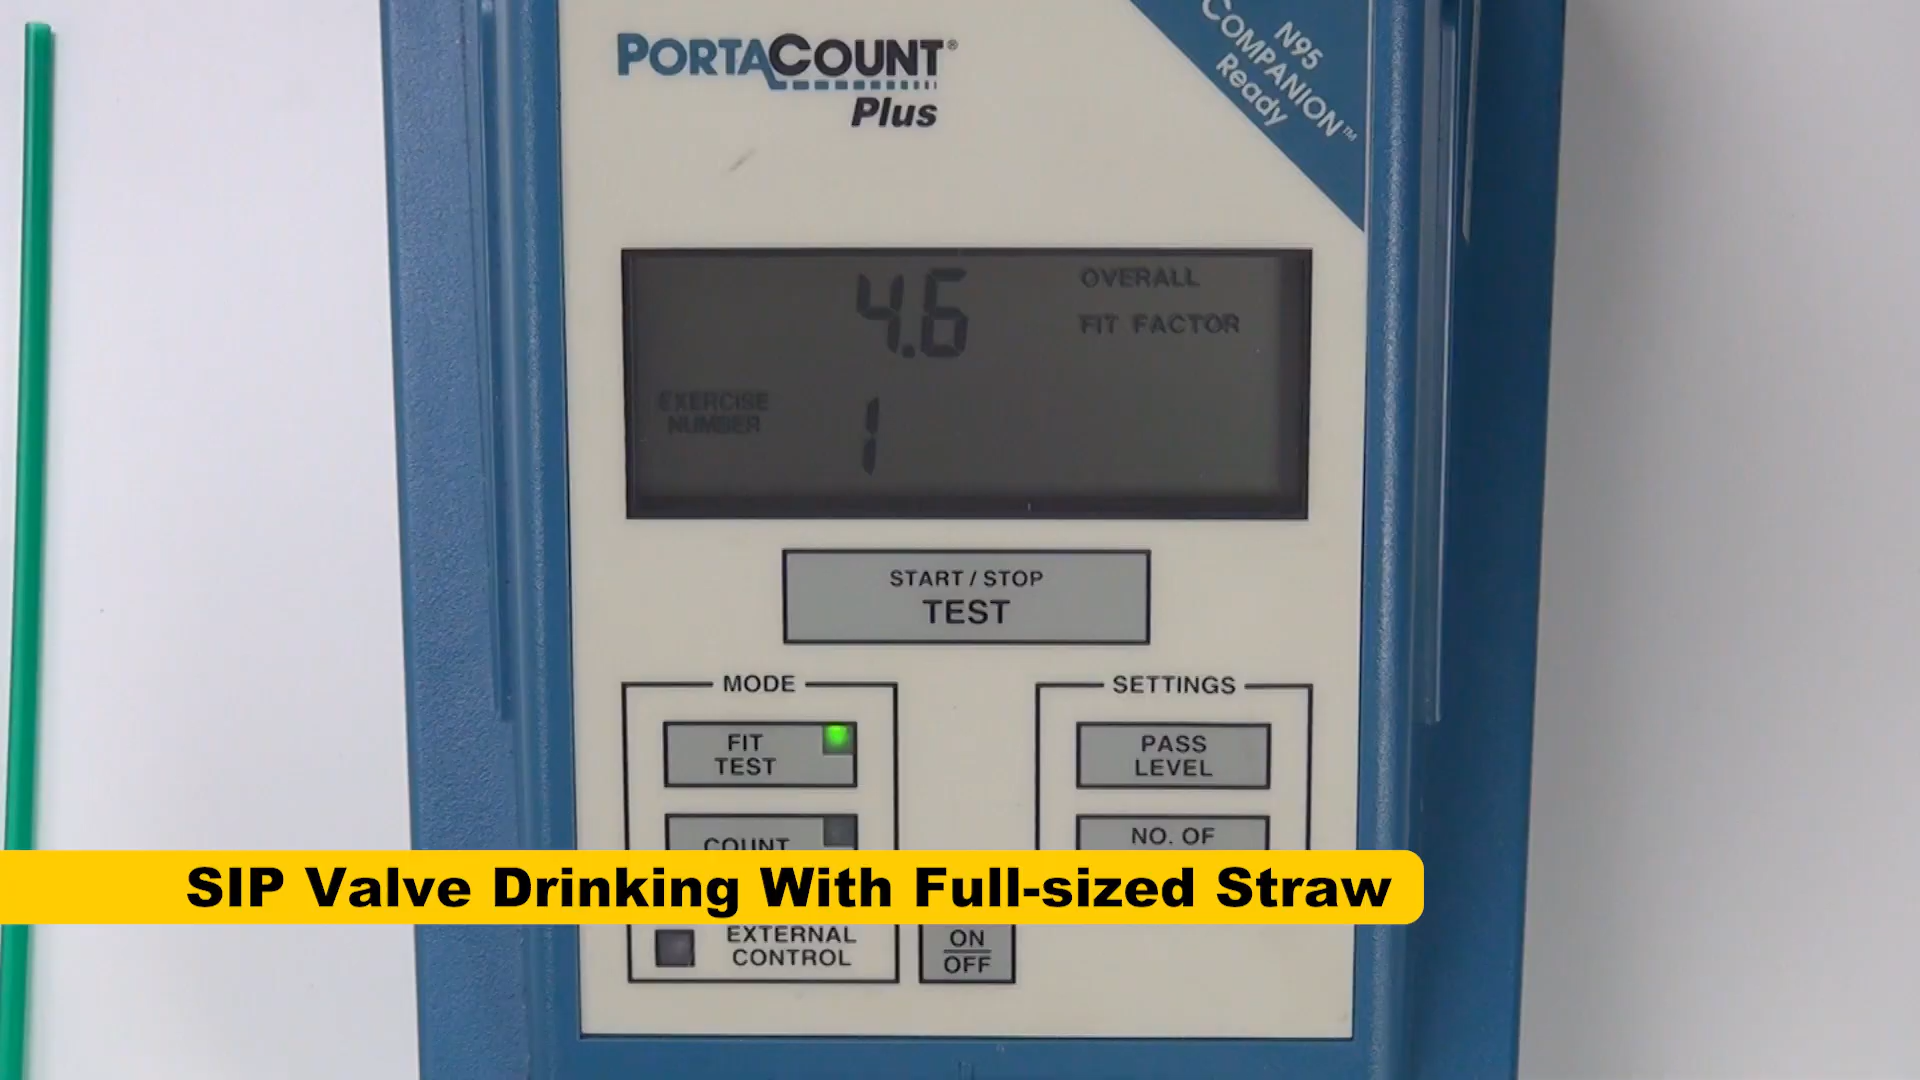 PORTACOUNT®
Plus
N95
COMPANION™
Ready
4.6
OVERALL
FIT FACTOR
EXERCISE
NUMBER
1
START / STOP
TEST
MODE
FIT
TEST
COUNT
EXTERNAL
CONTROL
ON
OFF
SETTINGS
PASS
LEVEL
NO. OF
SIP Valve Drinking With Full-sized Straw